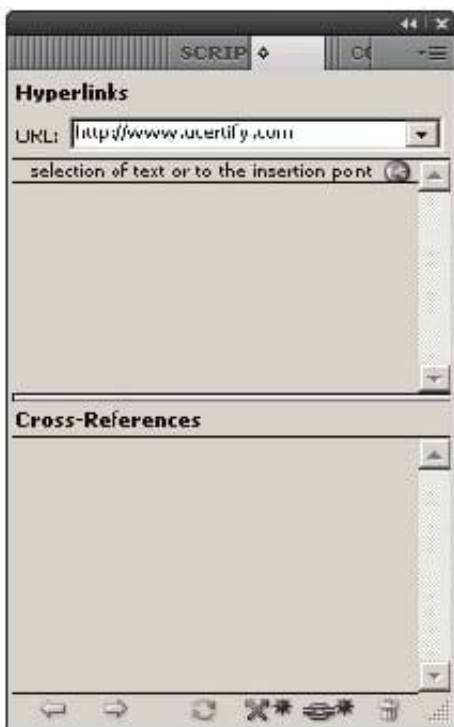 SCRIP
Hyperlinks
URL: http://www.ucertify.com
selection of text or to the insertion pont
Cross-References